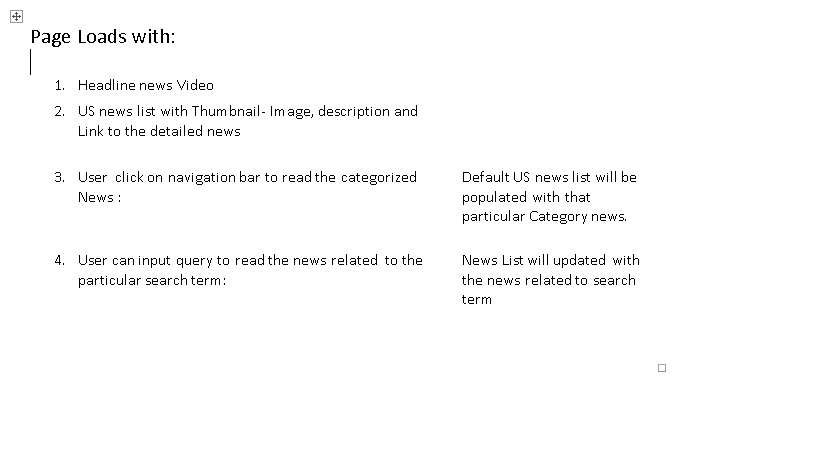 Page Loads with:
1. Headline news Video
2. US news list with Thumbnail- Image, description and
Link to the detailed news
3. User click on navigation bar to read the categorized
News :
Default US news list will be
populated with that
particular Category news.
4. User can input query to read the news related to the
particular search term:
News List will updated with
the news related to search
term